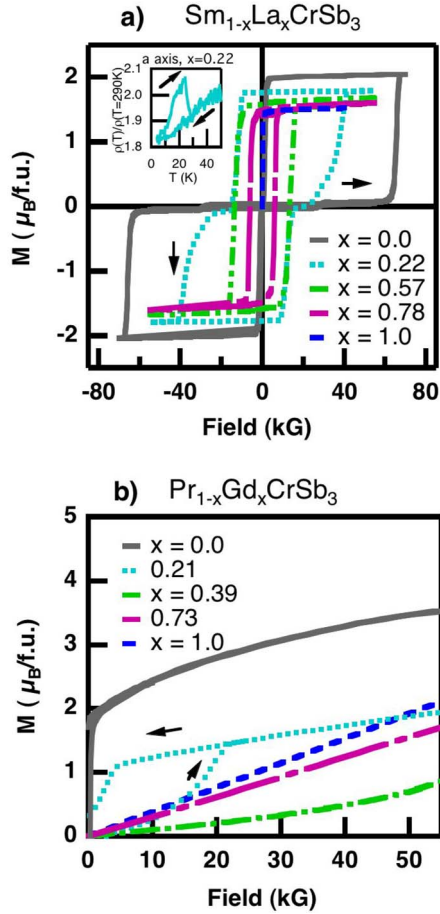 a) Sm1-xLaxCrSb3
a axis, x=0.22
ρ(T)/ρ(T=290K)
2.1
2.0
1.9
1.8
0
20
40
T (K)
M ( μB/f.u.)
2
1
0
-1
-2
x = 0.0
x = 0.22
x = 0.57
x = 0.78
x = 1.0
-80 -40 0 40 80
Field (kG)
b) Pr1-xGdxCrSb3
M ( μB/f.u.)
5
4
3
2
1
0
x = 0.0
0.21
x = 0.39
0.73
x = 1.0
0 10 20 30 40 50
Field (kG)